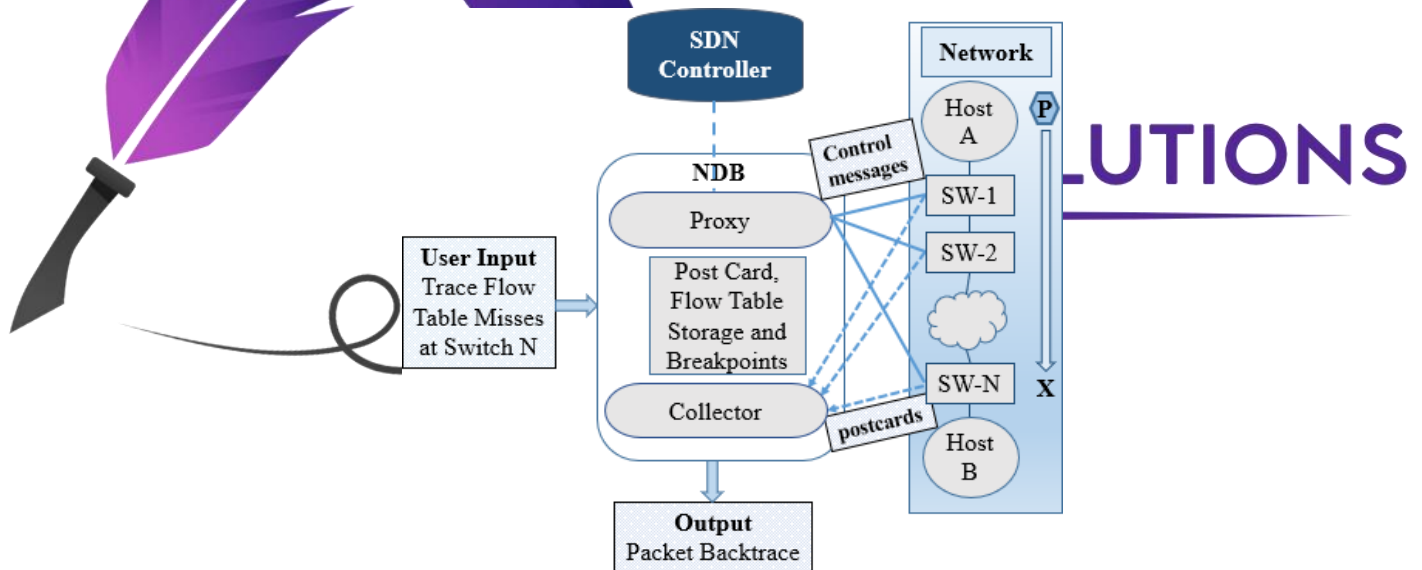 SDN
Controller
Network
Host
A
P
Control
messages
LUTIONS
NDB
SW-1
Proxy
SW-2
User Input
Trace Flow
Table Misses
at Switch N
Post Card,
Flow Table
Storage and
Breakpoints
SW-N
X
Collector
postcards
Host
B
Output
Packet Backtrace